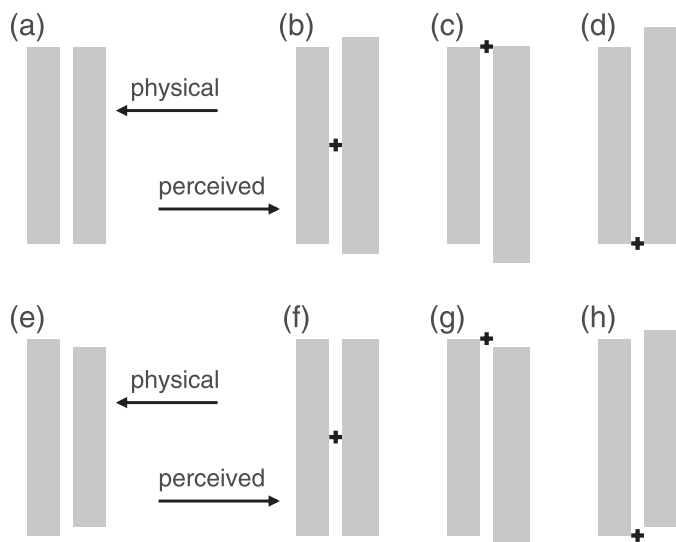 (a) (b) (c) (d)
physical
perceived
(e) (f) (g) (h)
physical
perceived